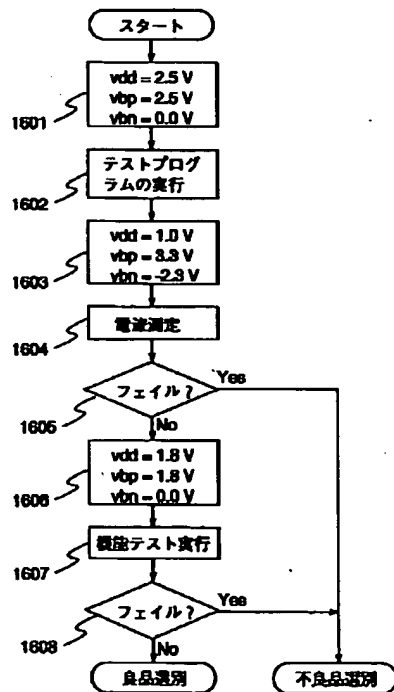 スタート
1601
vdd = 2.5 V
vbp = 2.5 V
vbn = 0.0 V
1602
テストプログ
ラムの実行
1603
vdd = 1.0 V
vbp = 3.3 V
vbn = -2.3 V
1604
電流測定
1605
フェイル?
Yes
No
1606
vdd = 1.8 V
vbp = 1.8 V
vbn = 0.0 V
1607
機能テスト実行
1608
フェイル?
Yes
No
良品選別
不良品選別